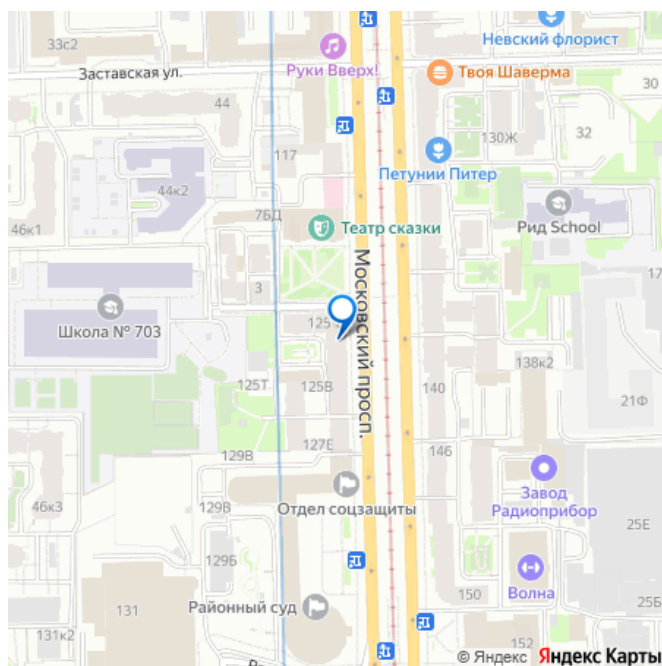 33с2
Невский флорист
Заставская ул.
Руки Вверх!
Твоя Шаверма
30
44
130Ж
32
117
Петунии Питер
44к2
7БД
46к1
Театр сказки
Рид School
17
3
Московский просп.
Школа № 703
125
138к2
125Т
125В
140
21Ф
127Е
129В
146
Отдел соцзащиты
Завод
Радиоприбор
46к3
129В
25Е
129Б
Волна
131
Районный суд
150
25Б
131к2
152
© Яндекс Яндекс Карты